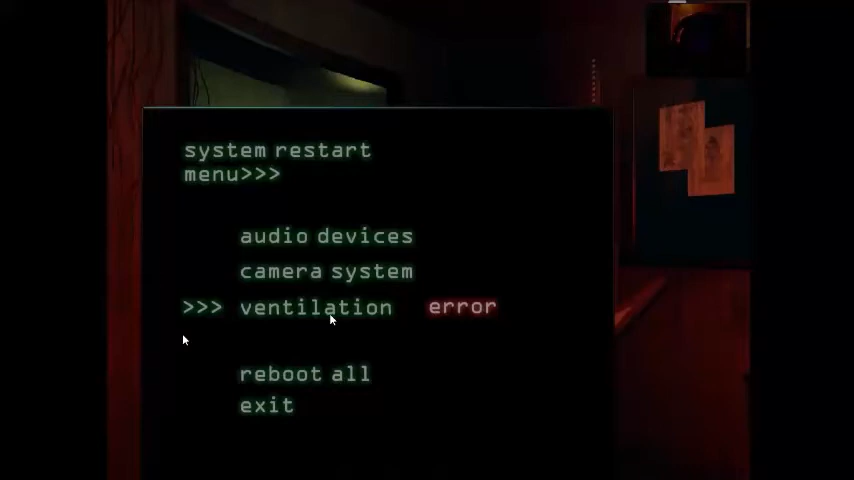 system restart
menu>>>
audio devices
camera system
>>> ventilation error
reboot all
exit